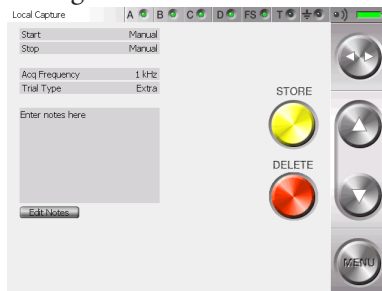 Local Capture A B C D FS T
Start Manual
Stop Manual
Acq Frequency 1 kHz
Trial Type Extra
STORE
Enter notes here
DELETE
Edit Notes
MENU